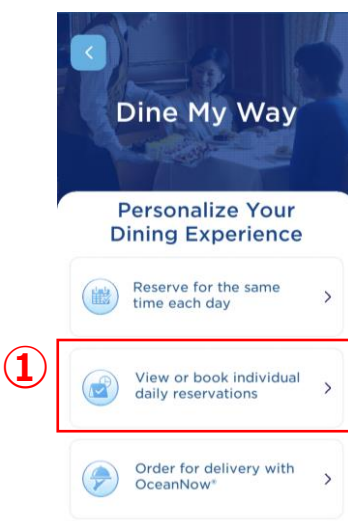 Dine My Way
Personalize Your
Dining Experience
Reserve for the same
time each day
①
View or book individual
daily reservations
Order for delivery with
OceanNow®